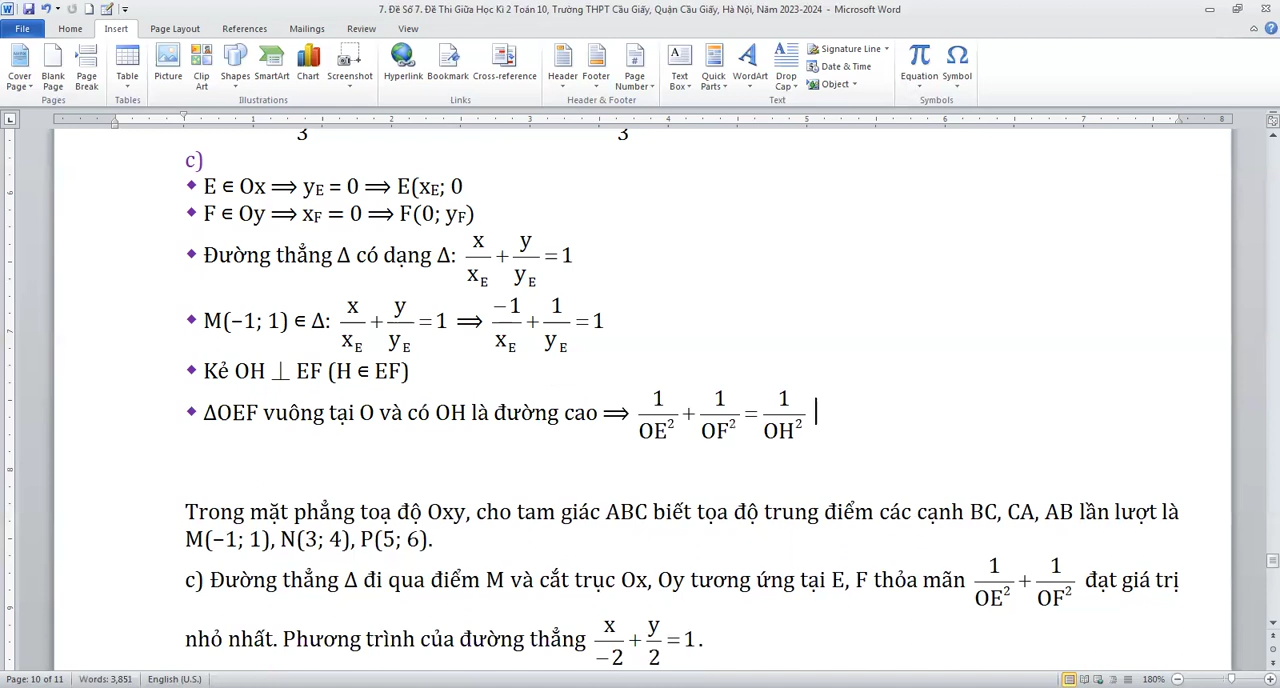 7. Đề Số 7. Đề Thi Giữa Học Kì 2 Toán 10, Trường THPT Cầu Giấy, Quận Cầu Giấy, Hà Nội, Năm 2023-2024 - Microsoft Word
File Home Insert Page Layout References Mailings Review View
Cover Page Blank Page Page Break Table Picture Clip Art Shapes SmartArt Chart Screenshot Hyperlink Bookmark Cross-reference Header Footer Page Number Text Box Quick Parts WordArt Drop Cap Signature Line Date & Time Object Equation Symbol
Pages Tables Illustrations Links Header & Footer Text Symbols
1 2 3 4 5 6 7 8
3 3
c)
E ∈ Ox ⟹ yE = 0 ⟹ E(xE; 0
F ∈ Oy ⟹ xF = 0 ⟹ F(0; yF)
Đường thẳng Δ có dạng Δ: x/xE + y/yE = 1
M(−1; 1) ∈ Δ: x/xE + y/yE = 1 ⟹ −1/xE + 1/yE = 1
Kẻ OH ⊥ EF (H ∈ EF)
ΔOEF vuông tại O và có OH là đường cao ⟹ 1/OE² + 1/OF² = 1/OH²
Trong mặt phẳng toạ độ Oxy, cho tam giác ABC biết tọa độ trung điểm các cạnh BC, CA, AB lần lượt là
M(−1; 1), N(3; 4), P(5; 6).
c) Đường thẳng Δ đi qua điểm M và cắt trục Ox, Oy tương ứng tại E, F thỏa mãn 1/OE² + 1/OF² đạt giá trị
nhỏ nhất. Phương trình của đường thẳng x/−2 + y/2 = 1.
Page: 10 of 11 Words: 3,851 English (U.S.) 180%